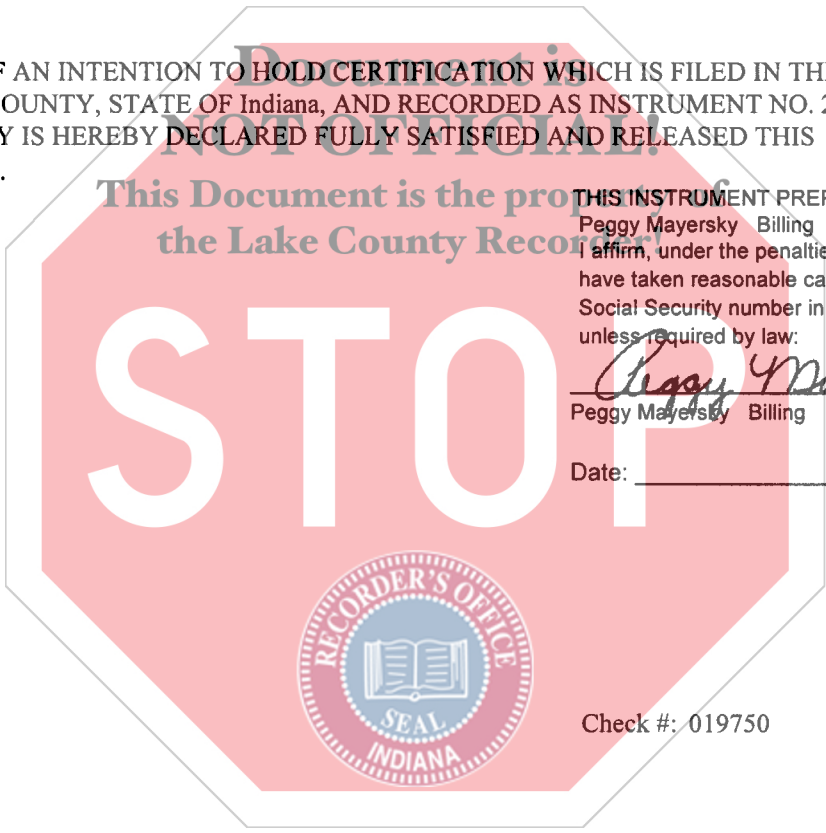 Document is
F AN INTENTION TO HOLD CERTIFICATION WHICH IS FILED IN TH
OUNTY, STATE OF Indiana, AND RECORDED AS INSTRUMENT NO. 2
Y IS HEREBY DECLARED FULLY SATISFIED AND RELEASED THIS
NOT OFFICIAL!
.
This Document is the property of
the Lake County Recorder!
THIS INSTRUMENT PREP
Peggy Mayersky Billing
I affirm, under the penaltie
have taken reasonable ca
Social Security number in
unless required by law:
Peggy Ma
Peggy Mayersky Billing
Date:
STOP
RECORDER'S OFFICE
SEAL
INDIANA
Check #: 019750